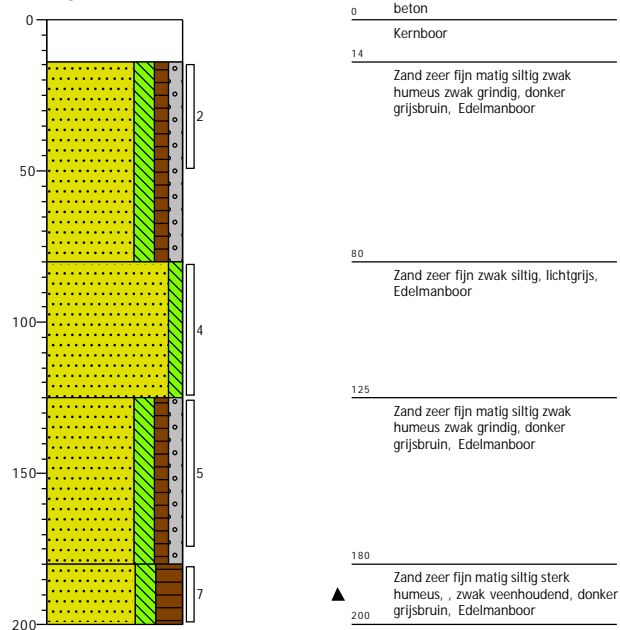 0
50
100
150
200
2
4
5
7
0
beton
Kernboor
14
Zand zeer fijn matig siltig zwak
humeus zwak grindig, donker
grijsbruin, Edelmanboor
80
Zand zeer fijn zwak siltig, lichtgrijs,
Edelmanboor
125
Zand zeer fijn matig siltig zwak
humeus zwak grindig, donker
grijsbruin, Edelmanboor
180
Zand zeer fijn matig siltig sterk
humeus, , zwak veenhoudend, donker
grijsbruin, Edelmanboor
200